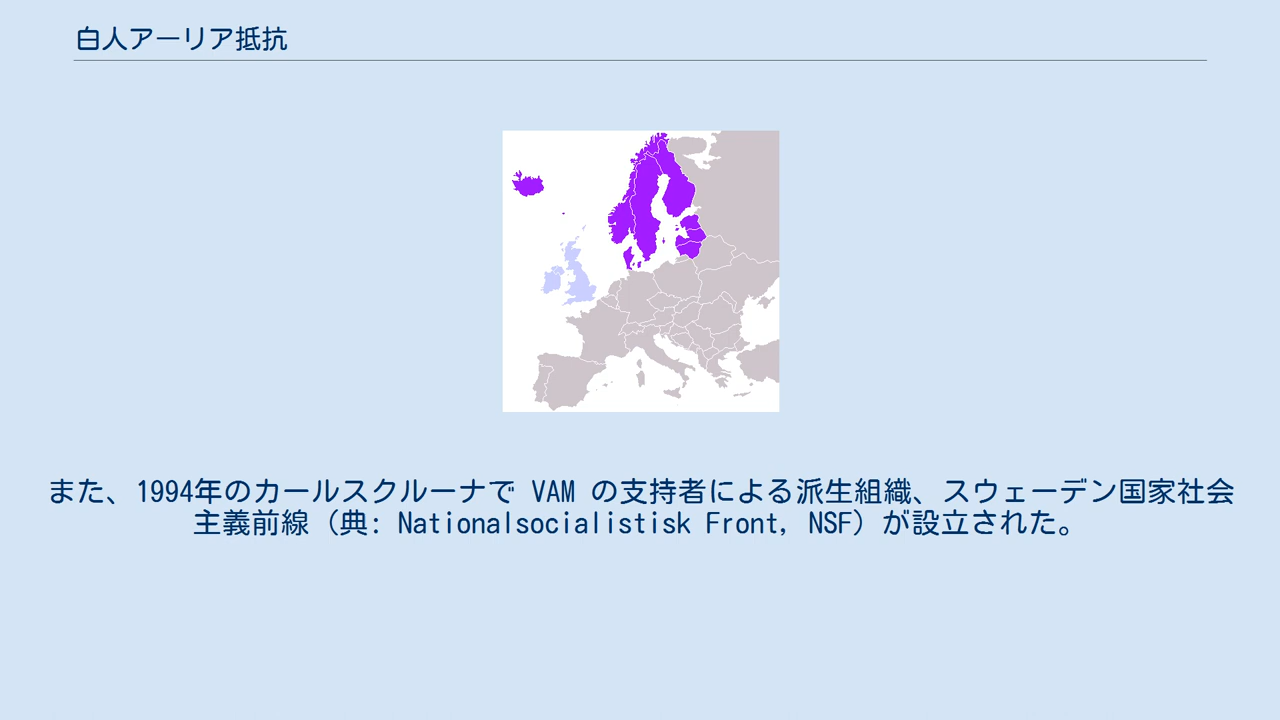 白人アーリア抵抗
また、1994年のカールスクルーナで VAM の支持者による派生組織、スウェーデン国家社会
主義前線（典: Nationalsocialistisk Front, NSF）が設立された。